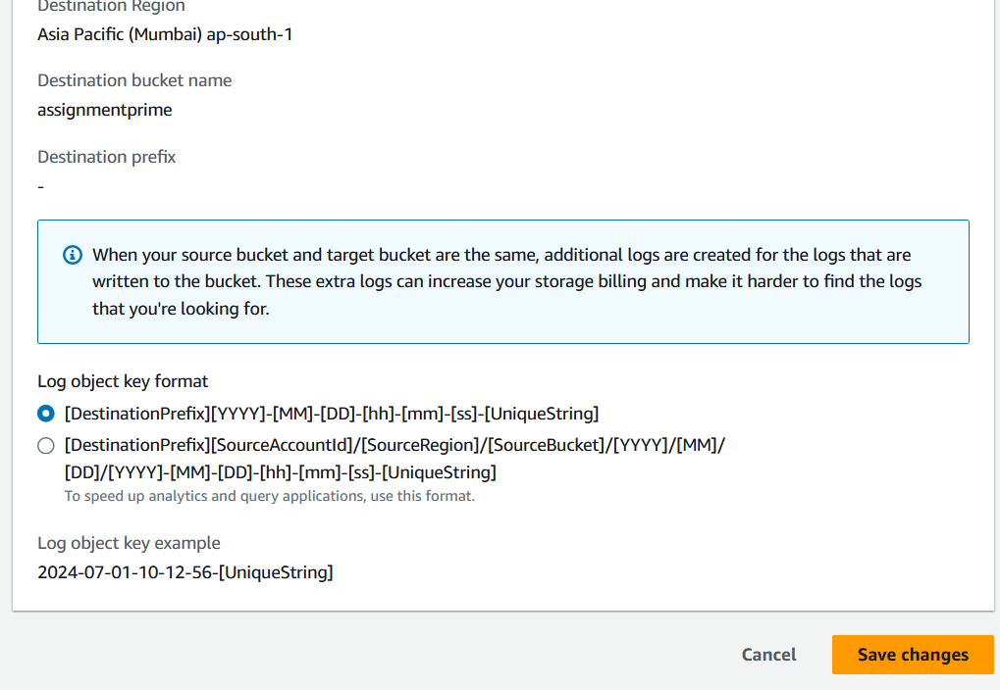 Destination Region
Asia Pacific (Mumbai) ap-south-1
Destination bucket name
assignmentprime
Destination prefix
-
When your source bucket and target bucket are the same, additional logs are created for the logs that are
written to the bucket. These extra logs can increase your storage billing and make it harder to find the logs
that you're looking for.
Log object key format
[DestinationPrefix][YYYY]-[MM]-[DD]-[hh]-[mm]-[ss]-[UniqueString]
[DestinationPrefix][SourceAccountId]/[SourceRegion]/[SourceBucket]/[YYYY]/[MM]/
[DD]/[YYYY]-[MM]-[DD]-[hh]-[mm]-[ss]-[UniqueString]
To speed up analytics and query applications, use this format.
Log object key example
2024-07-01-10-12-56-[UniqueString]
Cancel
Save changes